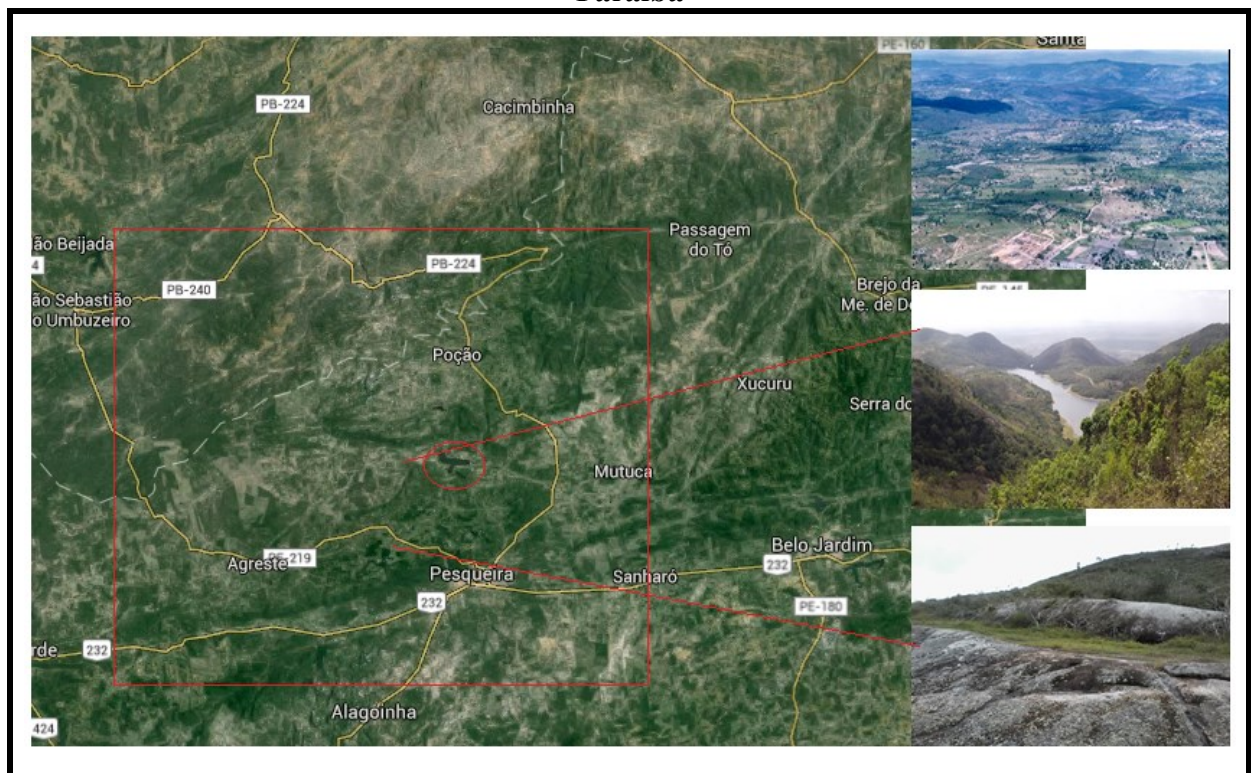 PE-160
Santa
PB-224
Cacimbinha
ão Beijada
4
Passagem
do Tó
PB-224
PB-240
Brejo da
Me. de D
ão Sebastião
o Umbuzeiro
Poção
Xucuru
Serra do
Mutuca
Agreste
PE-219
Belo Jardim
232
Pesqueira
Sanharó
232
PE-180
rde
232
Alagoinha
424